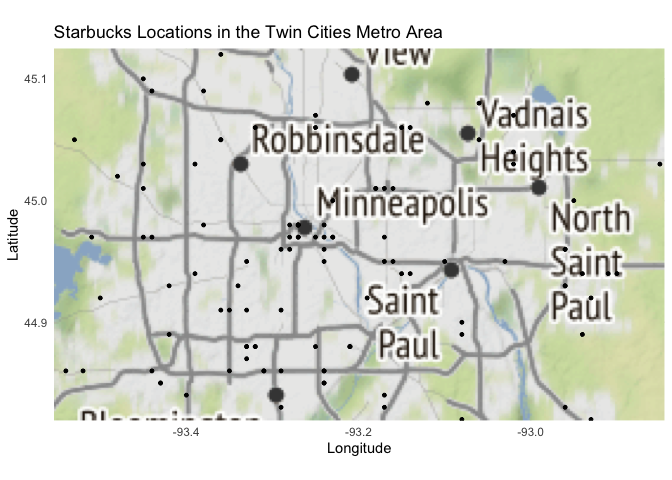 Starbucks Locations in the Twin Cities Metro Area
View
45.1
Vadnais
Heights
Robbinsdale
45.0
Minneapolis
North
Saint
Paul
Latitude
Saint
Paul
44.9
Bloomington
-93.4
-93.2
-93.0
Longitude